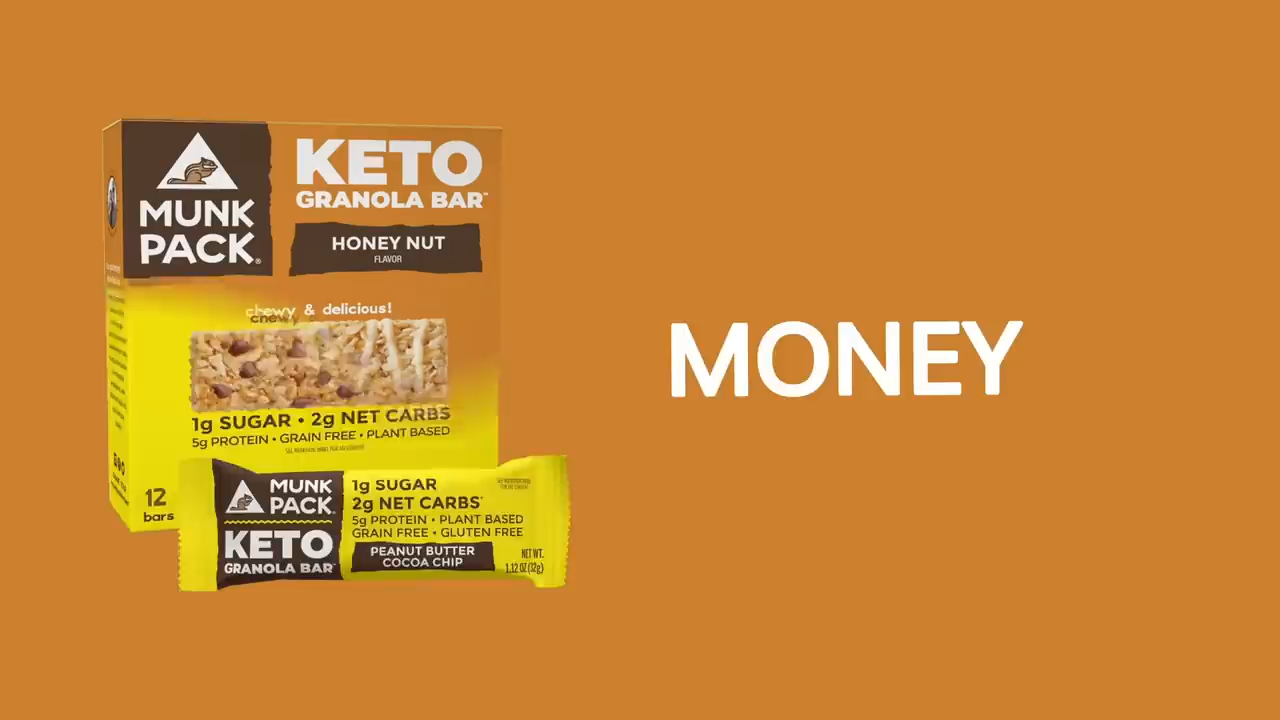 MUNK
PACK®
KETO
GRANOLA BAR™
HONEY NUT
FLAVOR
chewy & delicious!
1g SUGAR • 2g NET CARBS
5g PROTEIN • GRAIN FREE • PLANT BASED
12
bars
MUNK
PACK®
KETO
GRANOLA BAR™
1g SUGAR
2g NET CARBS*
5g PROTEIN • PLANT BASED
GRAIN FREE • GLUTEN FREE
PEANUT BUTTER
COCOA CHIP
NET WT.
1.12 OZ (32g)
MONEY